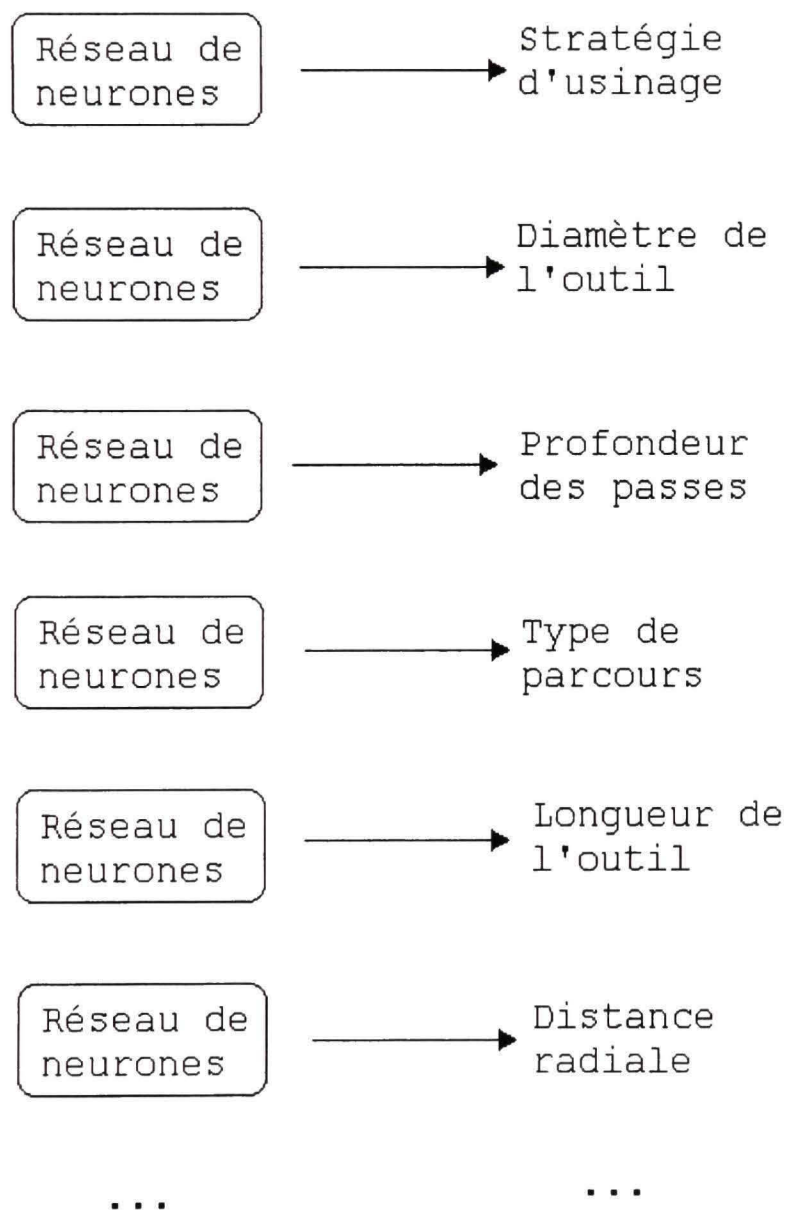 Réseau de
neurones
Stratégie
d'usinage
Réseau de
neurones
Diamètre de
l'outil
Réseau de
neurones
Profondeur
des passes
Réseau de
neurones
Type de
parcours
Réseau de
neurones
Longueur de
l'outil
Réseau de
neurones
Distance
radiale
...
...